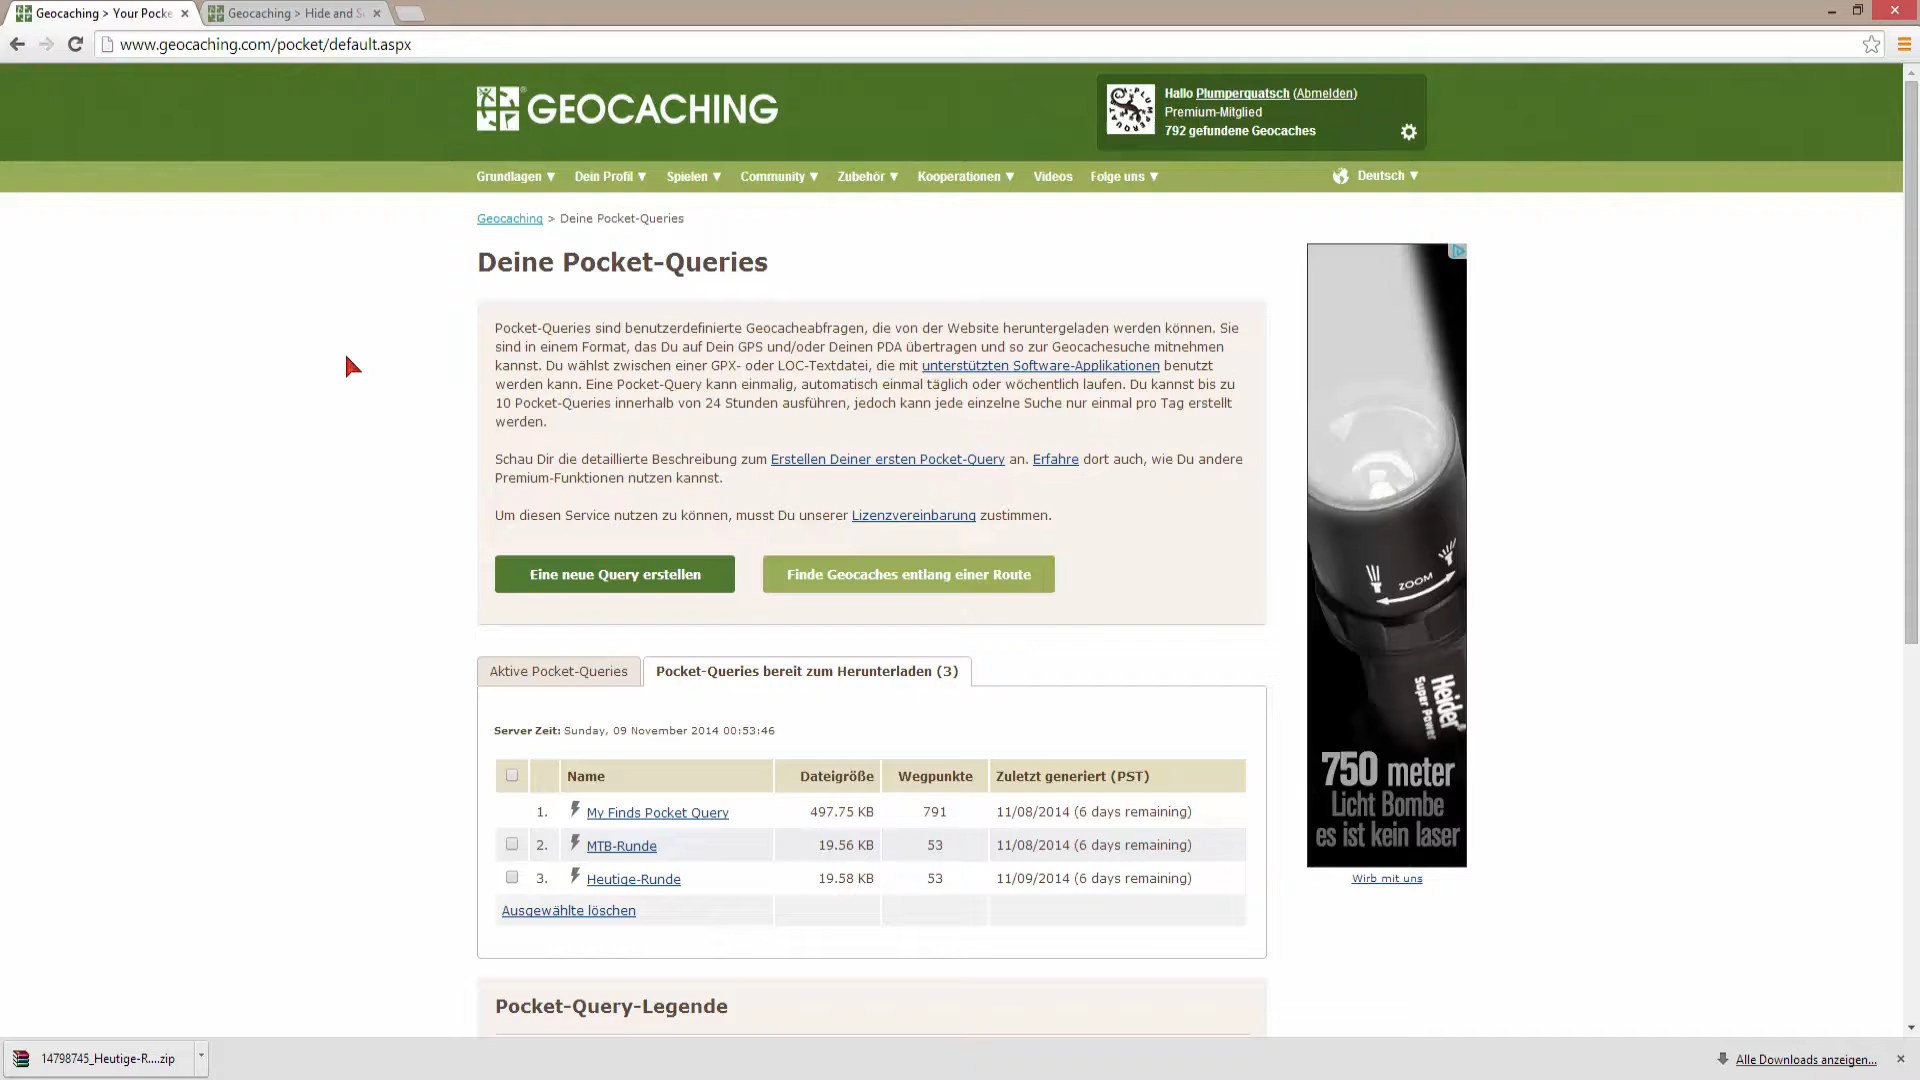 Geocaching > Your Pocke
Geocaching > Hide and S
www.geocaching.com/pocket/default.aspx
GEOCACHING
Hallo Plumperquatsch (Abmelden)
Premium-Mitglied
792 gefundene Geocaches
Grundlagen ▼ Dein Profil ▼ Spielen ▼ Community ▼ Zubehör ▼ Kooperationen ▼ Videos Folge uns ▼ Deutsch ▼
Geocaching > Deine Pocket-Queries
Deine Pocket-Queries
Pocket-Queries sind benutzerdefinierte Geocacheabfragen, die von der Website heruntergeladen werden können. Sie
sind in einem Format, das Du auf Dein GPS und/oder Deinen PDA übertragen und so zur Geocachesuche mitnehmen
kannst. Du wählst zwischen einer GPX- oder LOC-Textdatei, die mit unterstützten Software-Applikationen benutzt
werden kann. Eine Pocket-Query kann einmalig, automatisch einmal täglich oder wöchentlich laufen. Du kannst bis zu
10 Pocket-Queries innerhalb von 24 Stunden ausführen, jedoch kann jede einzelne Suche nur einmal pro Tag erstellt
werden.
Schau Dir die detaillierte Beschreibung zum Erstellen Deiner ersten Pocket-Query an. Erfahre dort auch, wie Du andere
Premium-Funktionen nutzen kannst.
Um diesen Service nutzen zu können, musst Du unserer Lizenzvereinbarung zustimmen.
Eine neue Query erstellen
Finde Geocaches entlang einer Route
Aktive Pocket-Queries
Pocket-Queries bereit zum Herunterladen (3)
Server Zeit: Sunday, 09 November 2014 00:53:46
Name Dateigröße Wegpunkte Zuletzt generiert (PST)
1. My Finds Pocket Query 497.75 KB 791 11/08/2014 (6 days remaining)
2. MTB-Runde 19.56 KB 53 11/08/2014 (6 days remaining)
3. Heutige-Runde 19.58 KB 53 11/09/2014 (6 days remaining)
Ausgewählte löschen
Pocket-Query-Legende
ZOOM
Heider
Super Power
750 meter
Licht Bombe
es ist kein laser
Wirb mit uns
14798745_Heutige-R....zip
Alle Downloads anzeigen...